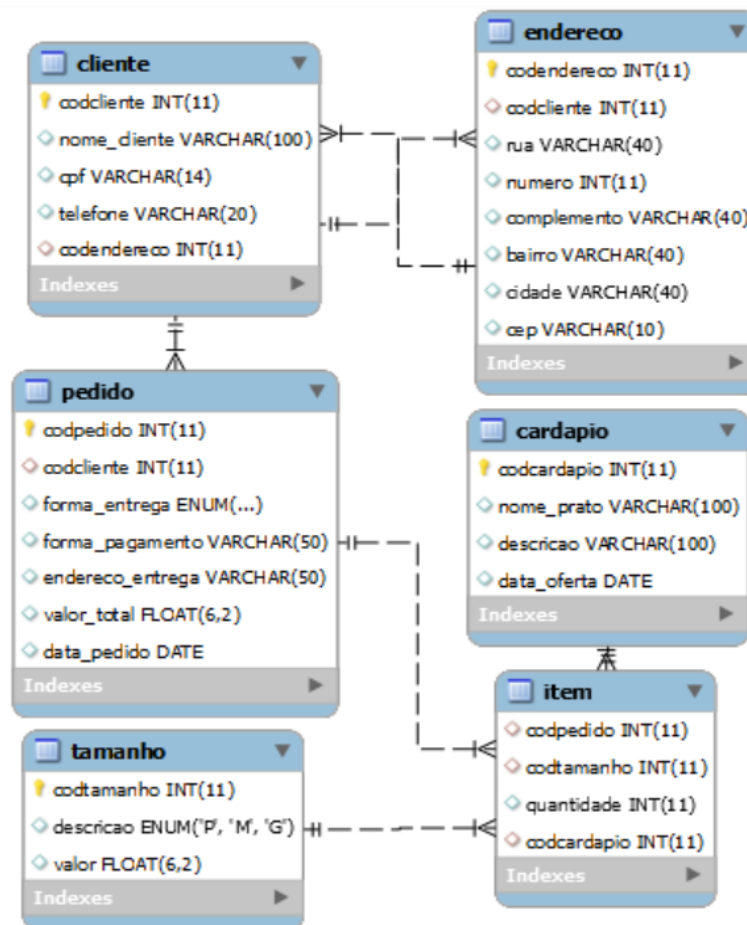 cliente
codcliente INT(11)
nome_cliente VARCHAR(100)
cpf VARCHAR(14)
telefone VARCHAR(20)
codendereco INT(11)
Indexes
endereco
codendereco INT(11)
codcliente INT(11)
rua VARCHAR(40)
numero INT(11)
complemento VARCHAR(40)
bairro VARCHAR(40)
cidade VARCHAR(40)
cep VARCHAR(10)
Indexes
pedido
codpedido INT(11)
codcliente INT(11)
forma_entrega ENUM(...)
forma_pagamento VARCHAR(50)
endereco_entrega VARCHAR(50)
valor_total FLOAT(6,2)
data_pedido DATE
Indexes
cardapio
codcardapio INT(11)
nome_prato VARCHAR(100)
descricao VARCHAR(100)
data_oferta DATE
Indexes
tamanho
codtamanho INT(11)
descricao ENUM('P', 'M', 'G')
valor FLOAT(6,2)
Indexes
item
codpedido INT(11)
codtamanho INT(11)
quantidade INT(11)
codcardapio INT(11)
Indexes